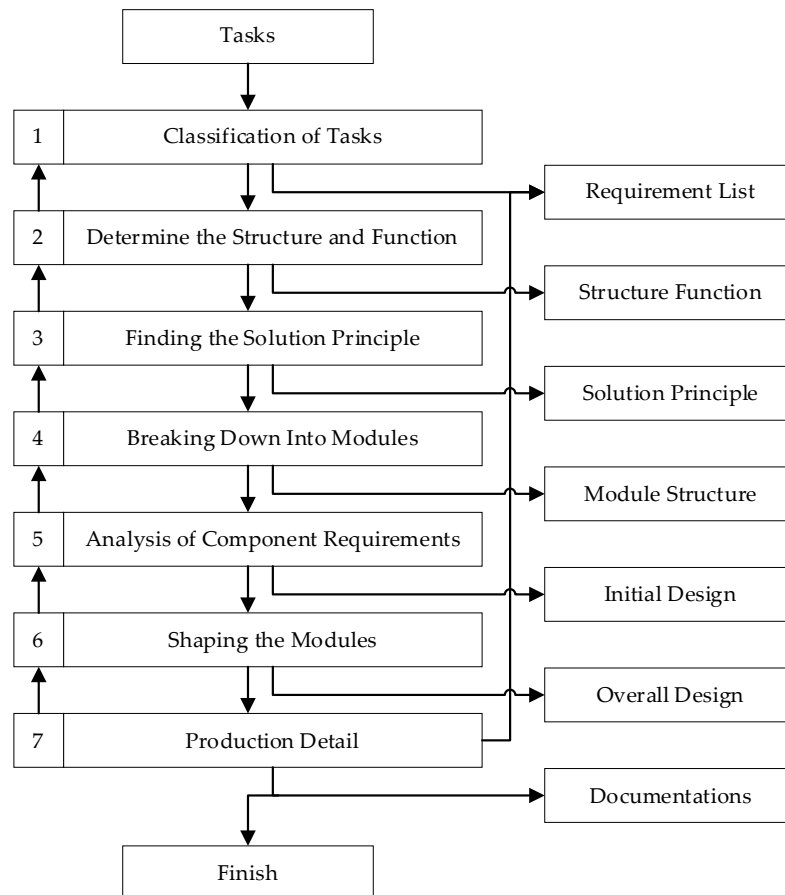 Tasks
1 Classification of Tasks
Requirement List
2 Determine the Structure and Function
Structure Function
3 Finding the Solution Principle
Solution Principle
4 Breaking Down Into Modules
Module Structure
5 Analysis of Component Requirements
Initial Design
6 Shaping the Modules
Overall Design
7 Production Detail
Documentations
Finish